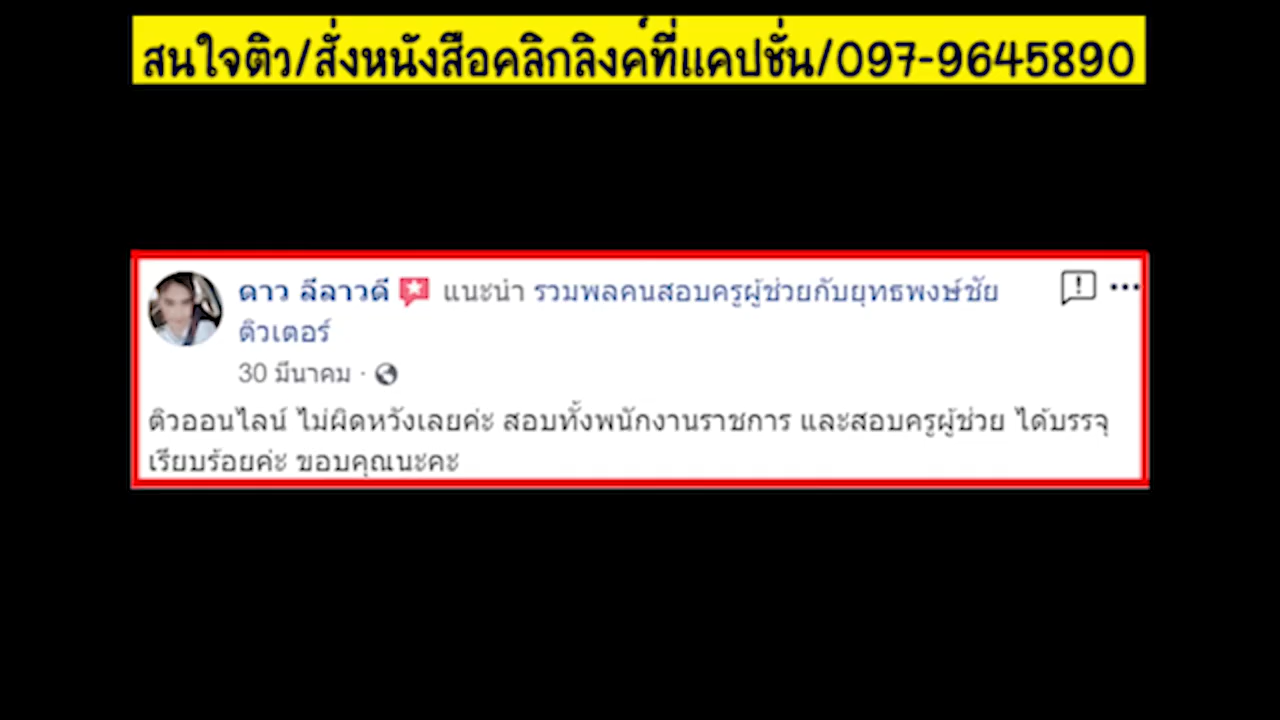 สนใจติว/สั่งหนังสือคลิกลิงค์ที่แคปชั่น/097-9645890
ดาว ลีลาวดี แนะนำ รวมพลคนสอบครูผู้ช่วยกับยุทธพงษ์ชัย
ติวเตอร์
30 มีนาคม ·
ติวออนไลน์ ไม่ผิดหวังเลยค่ะ สอบทั้งพนักงานราชการ และสอบครูผู้ช่วย ได้บรรจุ
เรียบร้อยค่ะ ขอบคุณนะคะ